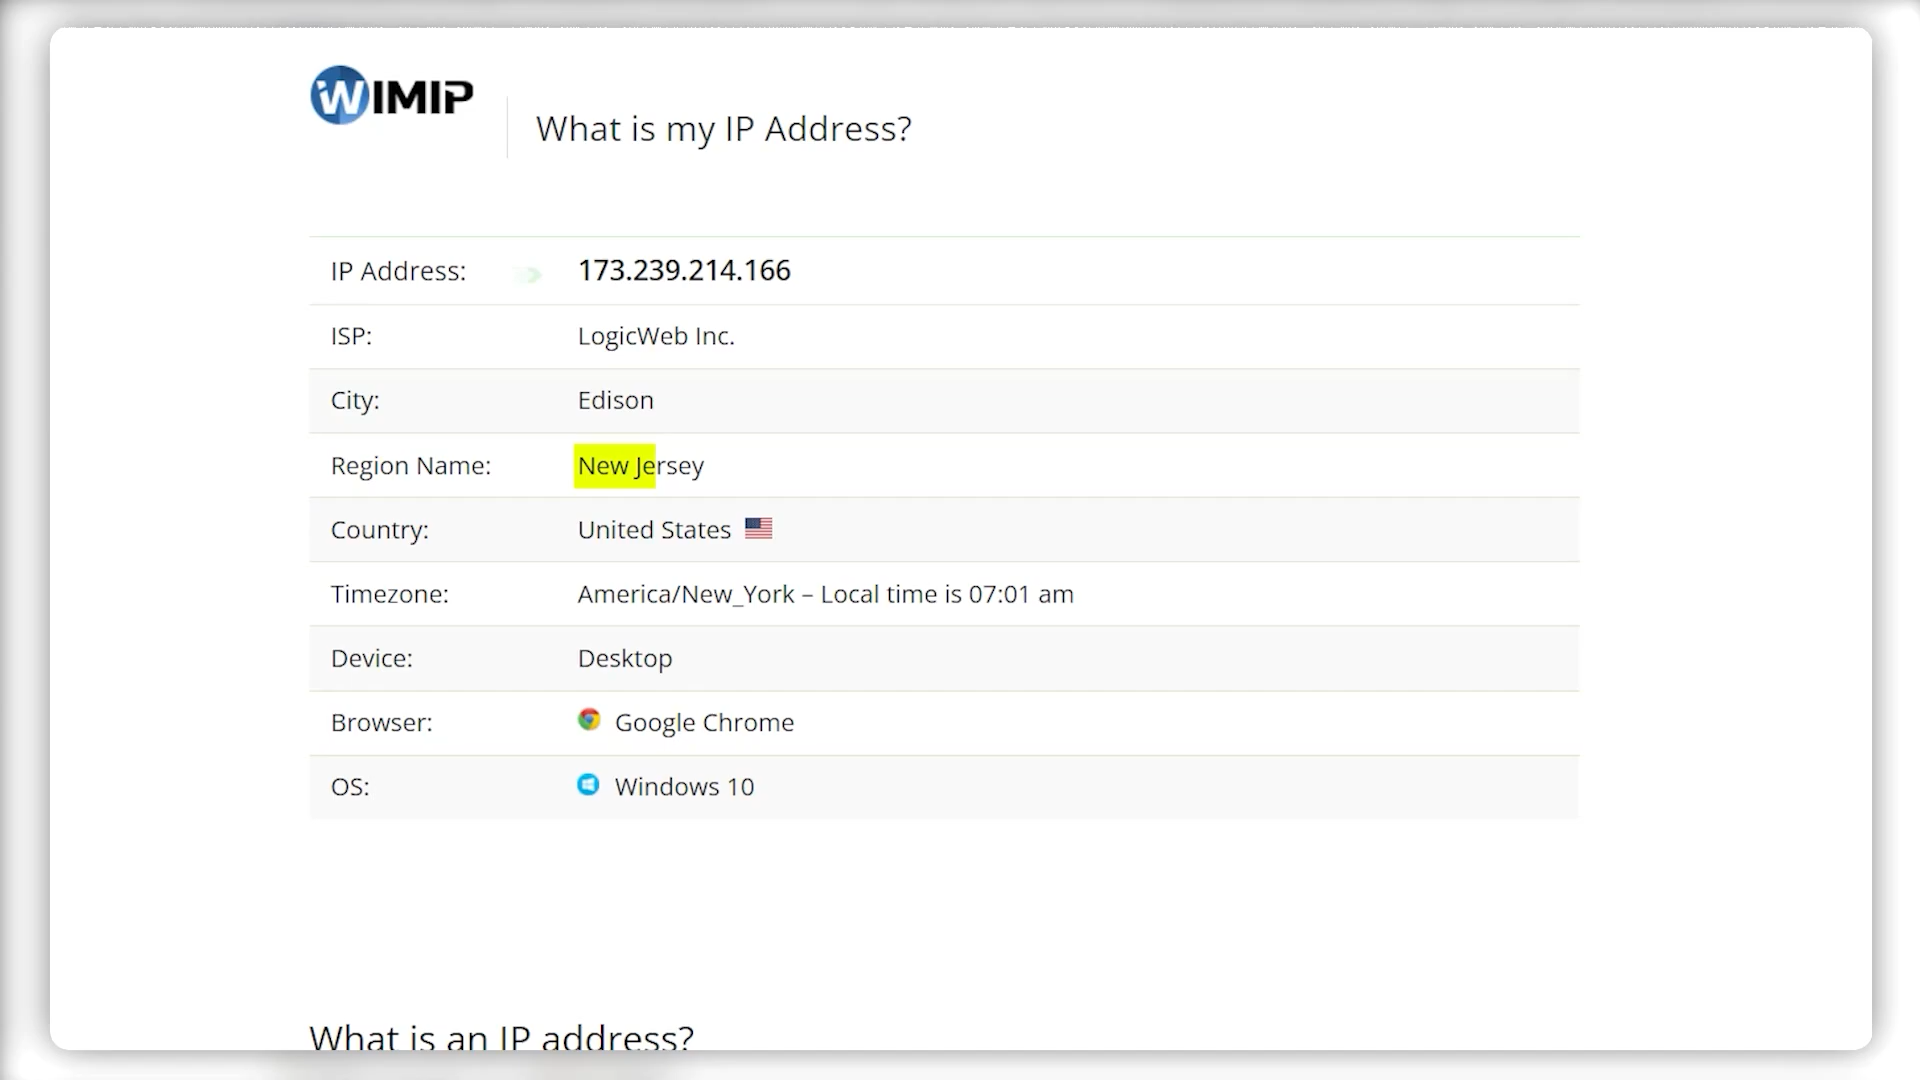 WIMIP
What is my IP Address?
IP Address: 173.239.214.166
ISP: LogicWeb Inc.
City: Edison
Region Name: New Jersey
Country: United States
Timezone: America/New_York – Local time is 07:01 am
Device: Desktop
Browser: Google Chrome
OS: Windows 10
What is an IP address?